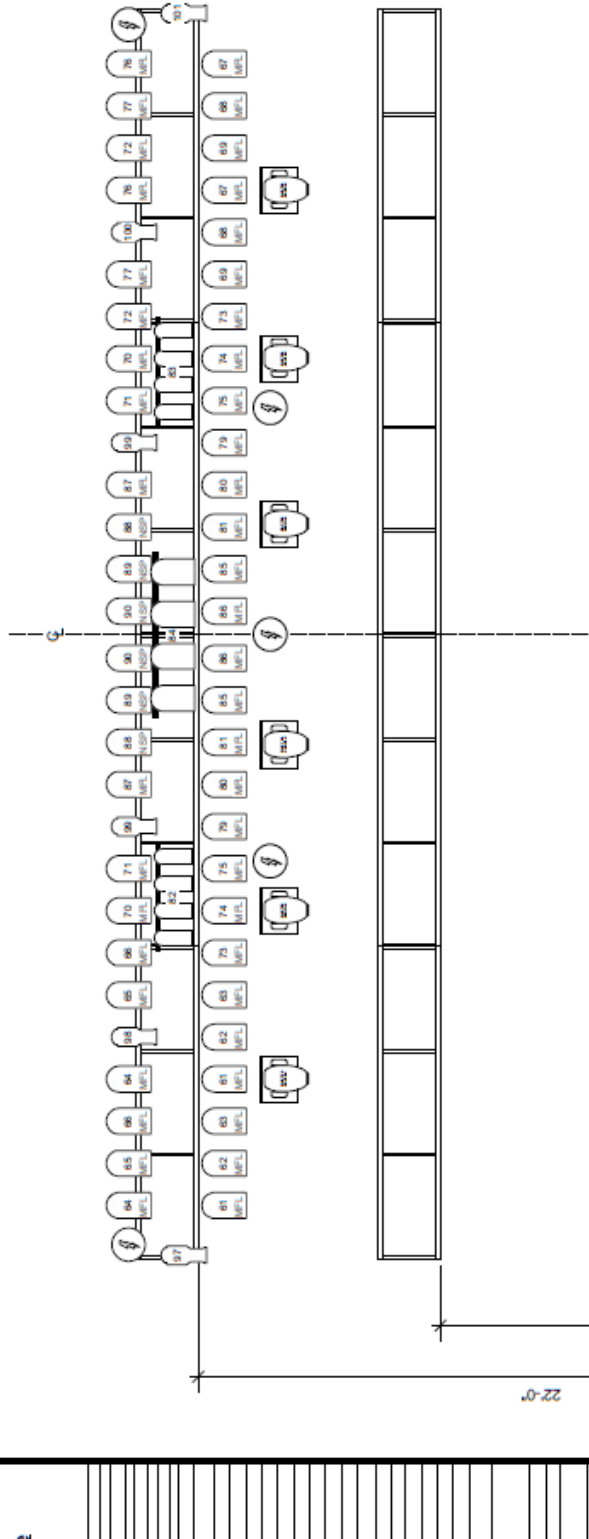 101
76 MFL
77 MFL
72 MFL
76 MFL
100
77 MFL
72 MFL
70 MFL
71 MFL
99
87 MFL
88 NSP
89 NSP
90 NSP
90 NSP
89 NSP
88 NSP
87 MFL
99
71 MFL
70 MFL
66 MFL
65 MFL
98
64 MFL
66 MFL
65 MFL
64 MFL
97
83
84
82
67 MFL
68 MFL
69 MFL
67 MFL
68 MFL
69 MFL
73 MFL
74 MFL
75 MFL
79 MFL
80 MFL
81 MFL
85 MFL
86 MFL
86 MFL
85 MFL
81 MFL
80 MFL
79 MFL
75 MFL
74 MFL
73 MFL
63 MFL
62 MFL
61 MFL
63 MFL
62 MFL
61 MFL
22'-0"